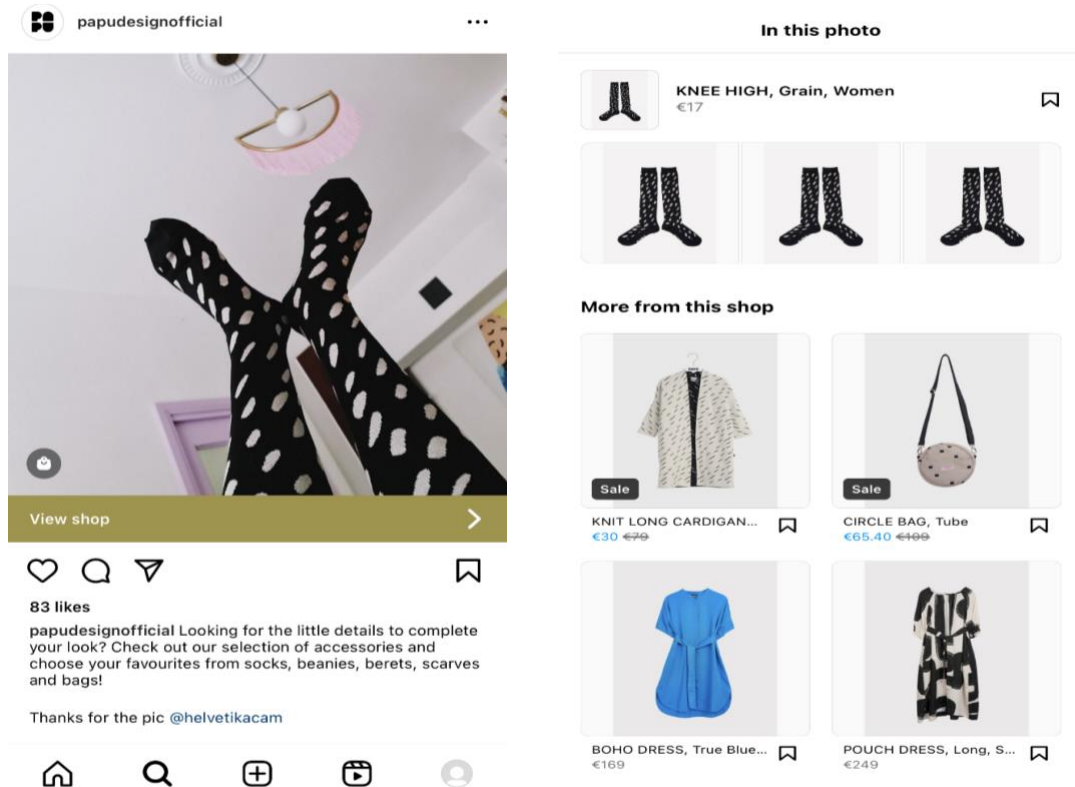 papudesignofficial
View shop
83 likes
papudesignofficial Looking for the little details to complete
your look? Check out our selection of accessories and
choose your favourites from socks, beanies, berets, scarves
and bags!
Thanks for the pic @helvetikacam
In this photo
KNEE HIGH, Grain, Women
€17
More from this shop
Sale
KNIT LONG CARDIGAN...
€30 €79
Sale
CIRCLE BAG, Tube
€65.40 €109
BOHO DRESS, True Blue...
€169
POUCH DRESS, Long, S...
€249